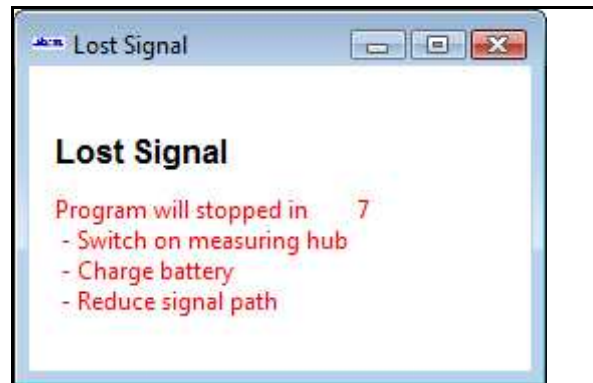 Lost Signal
Lost Signal
Program will stopped in 7
- Switch on measuring hub
- Charge battery
- Reduce signal path